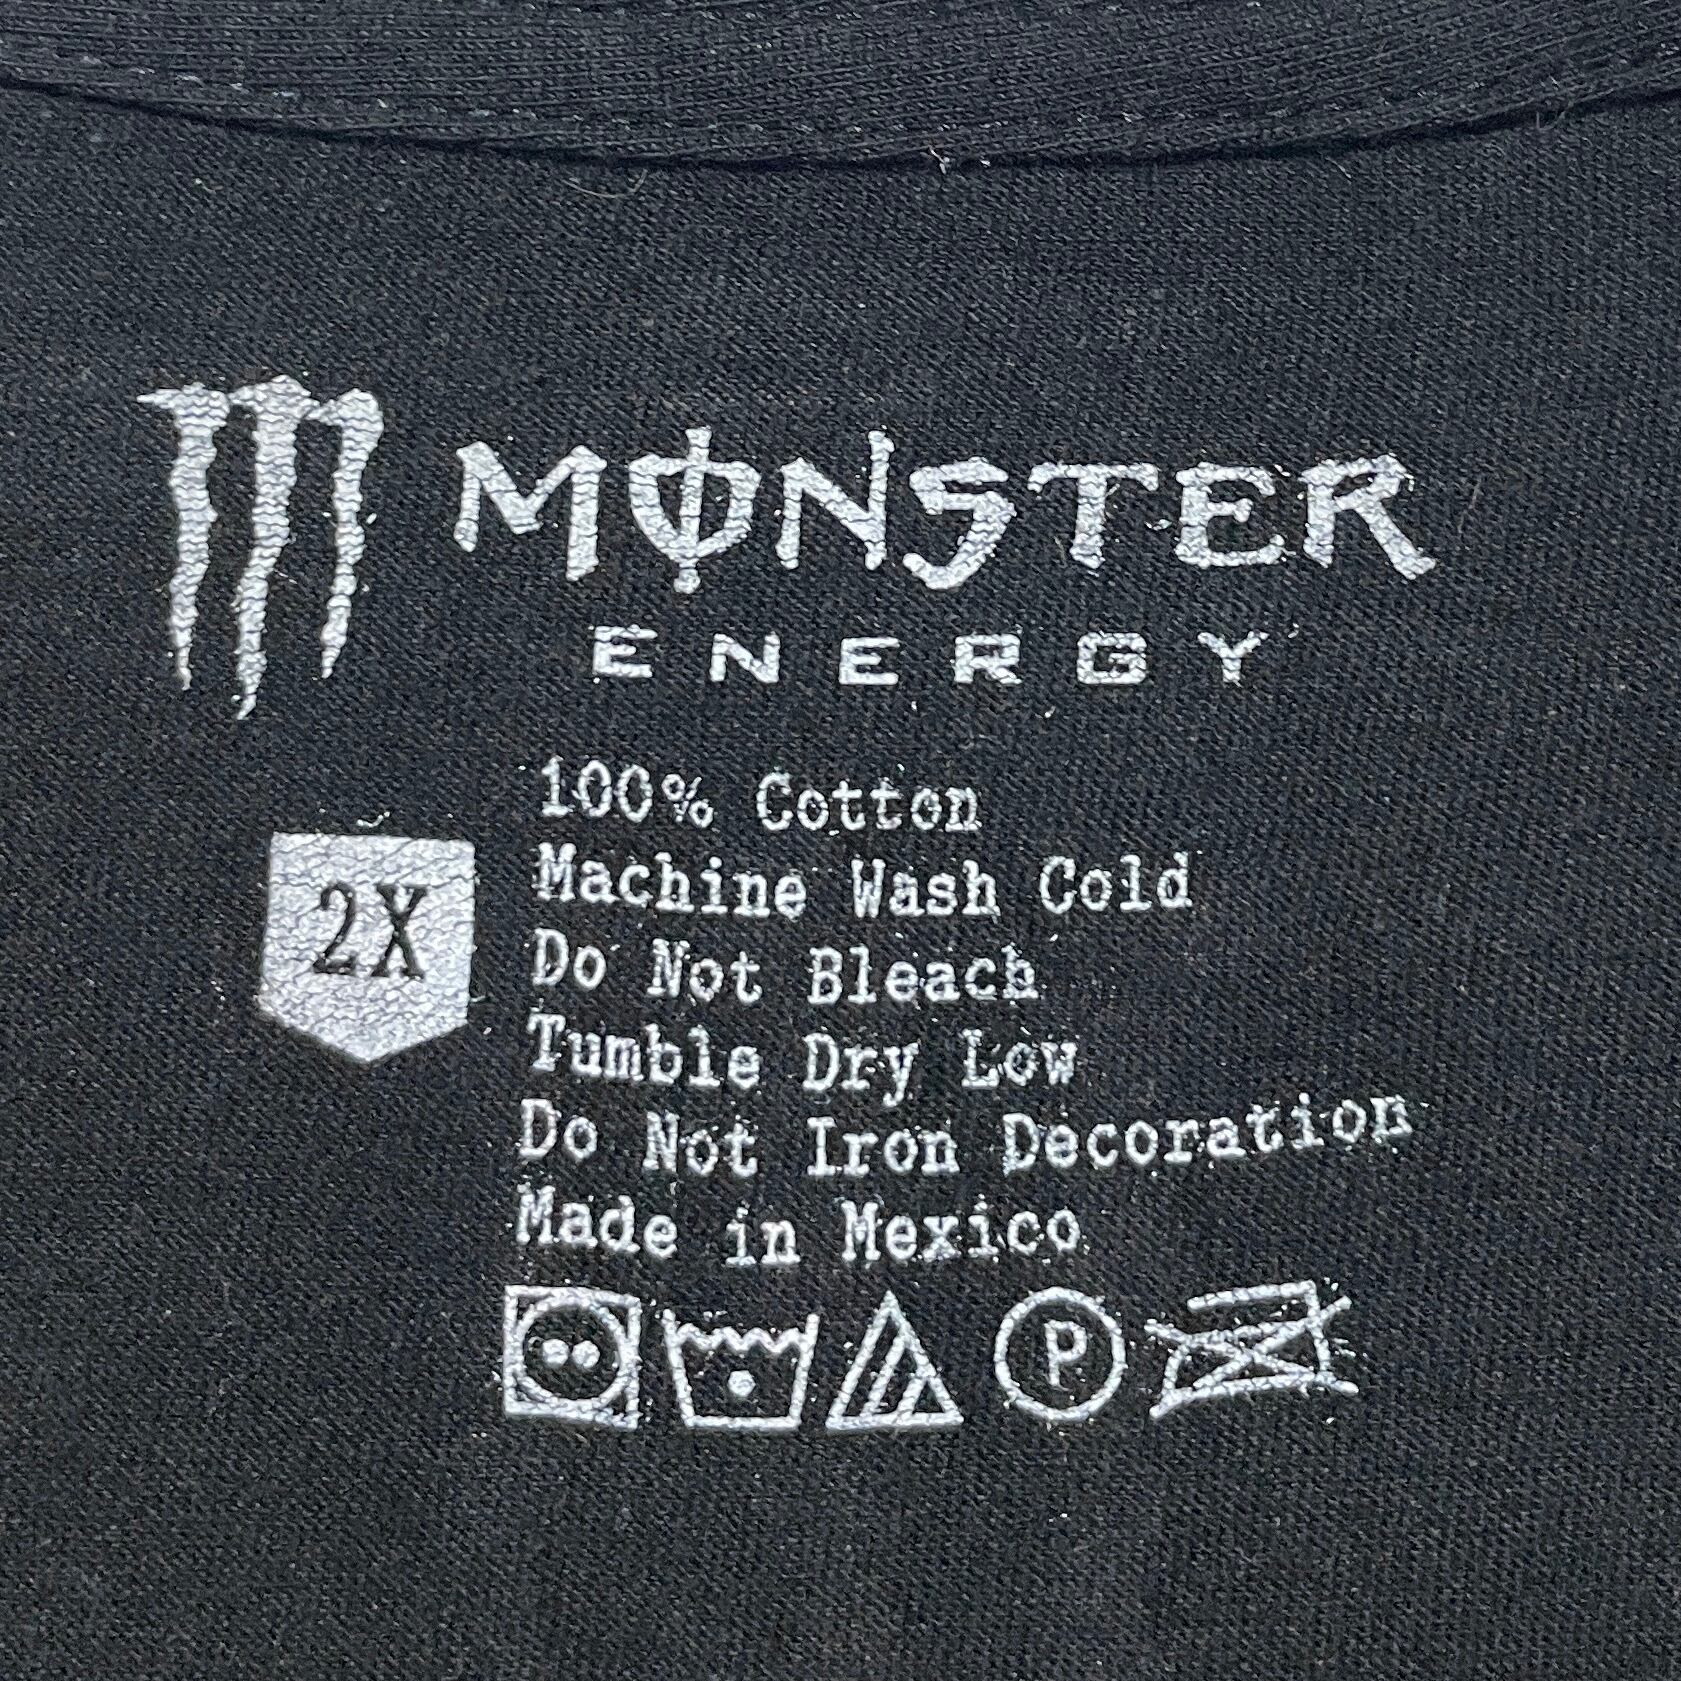 MONSTER
ENERGY
2X
100% Cotton
Machine Wash Cold
Do Not Bleach
Tumble Dry Low
Do Not Iron Decoration
Made in Mexico
P